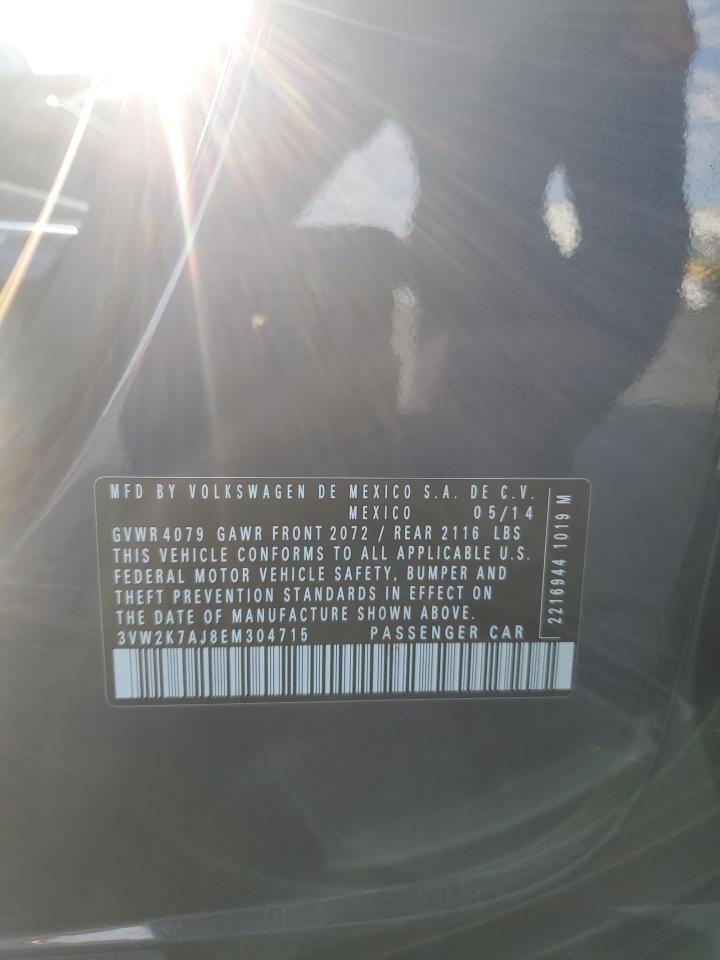 MFD BY VOLKSWAGEN DE MEXICO S.A. DE C.V.
MEXICO 05/14
GVWR 4079 GAWR FRONT 2072 / REAR 2116 LBS
THIS VEHICLE CONFORMS TO ALL APPLICABLE U.S.
FEDERAL MOTOR VEHICLE SAFETY, BUMPER AND
THEFT PREVENTION STANDARDS IN EFFECT ON
THE DATE OF MANUFACTURE SHOWN ABOVE.
3VW2K7AJ8EM304715 PASSENGER CAR
2216944 1019 M